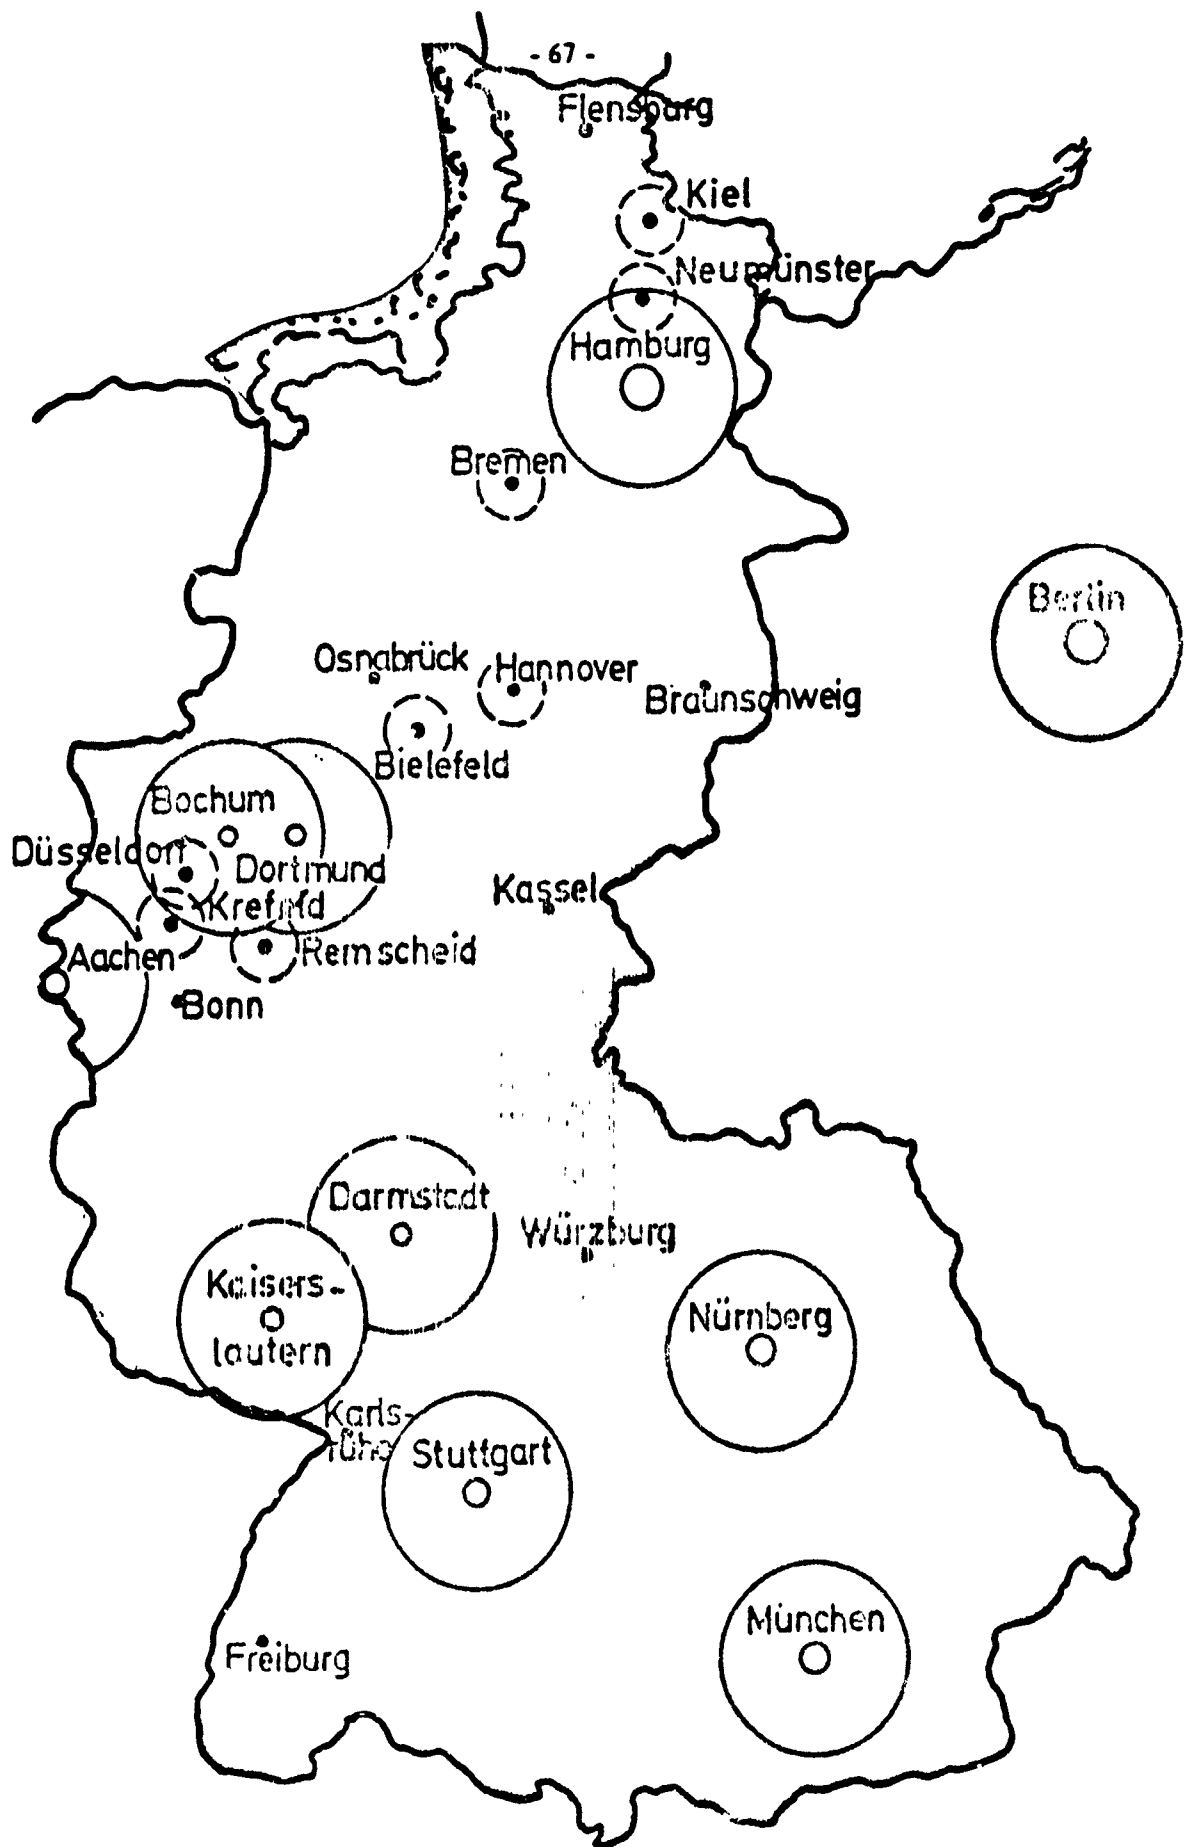 - 67 -
Flensburg
Kiel
Neumünster
Hamburg
Bremen
Berlin
Osnabrück
Hannover
Braunschweig
Bielefeld
Bochum
Düsseldorf
Dortmund
Kassel
Krefeld
Remscheid
Aachen
Bonn
Darmstadt
Würzburg
Kaisers-
lautern
Nürnberg
Karls-
ruhe
Stuttgart
München
Freiburg